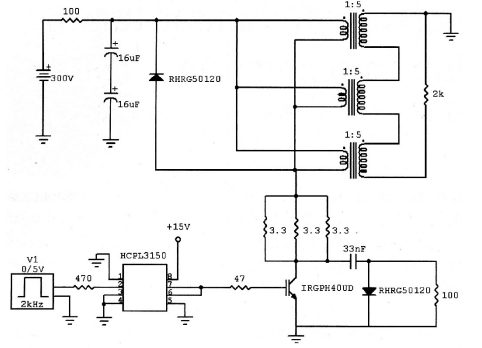 100
1:5
16uF
300V
RHRG50120
1:5
16uF
2k
1:5
+15V
3.3
3.3
3.3
33nF
V1
0/5V
HCPL3150
470
1
2
3
4
8
7
6
5
47
IRGPH40UD
RHRG50120
100
2kHz